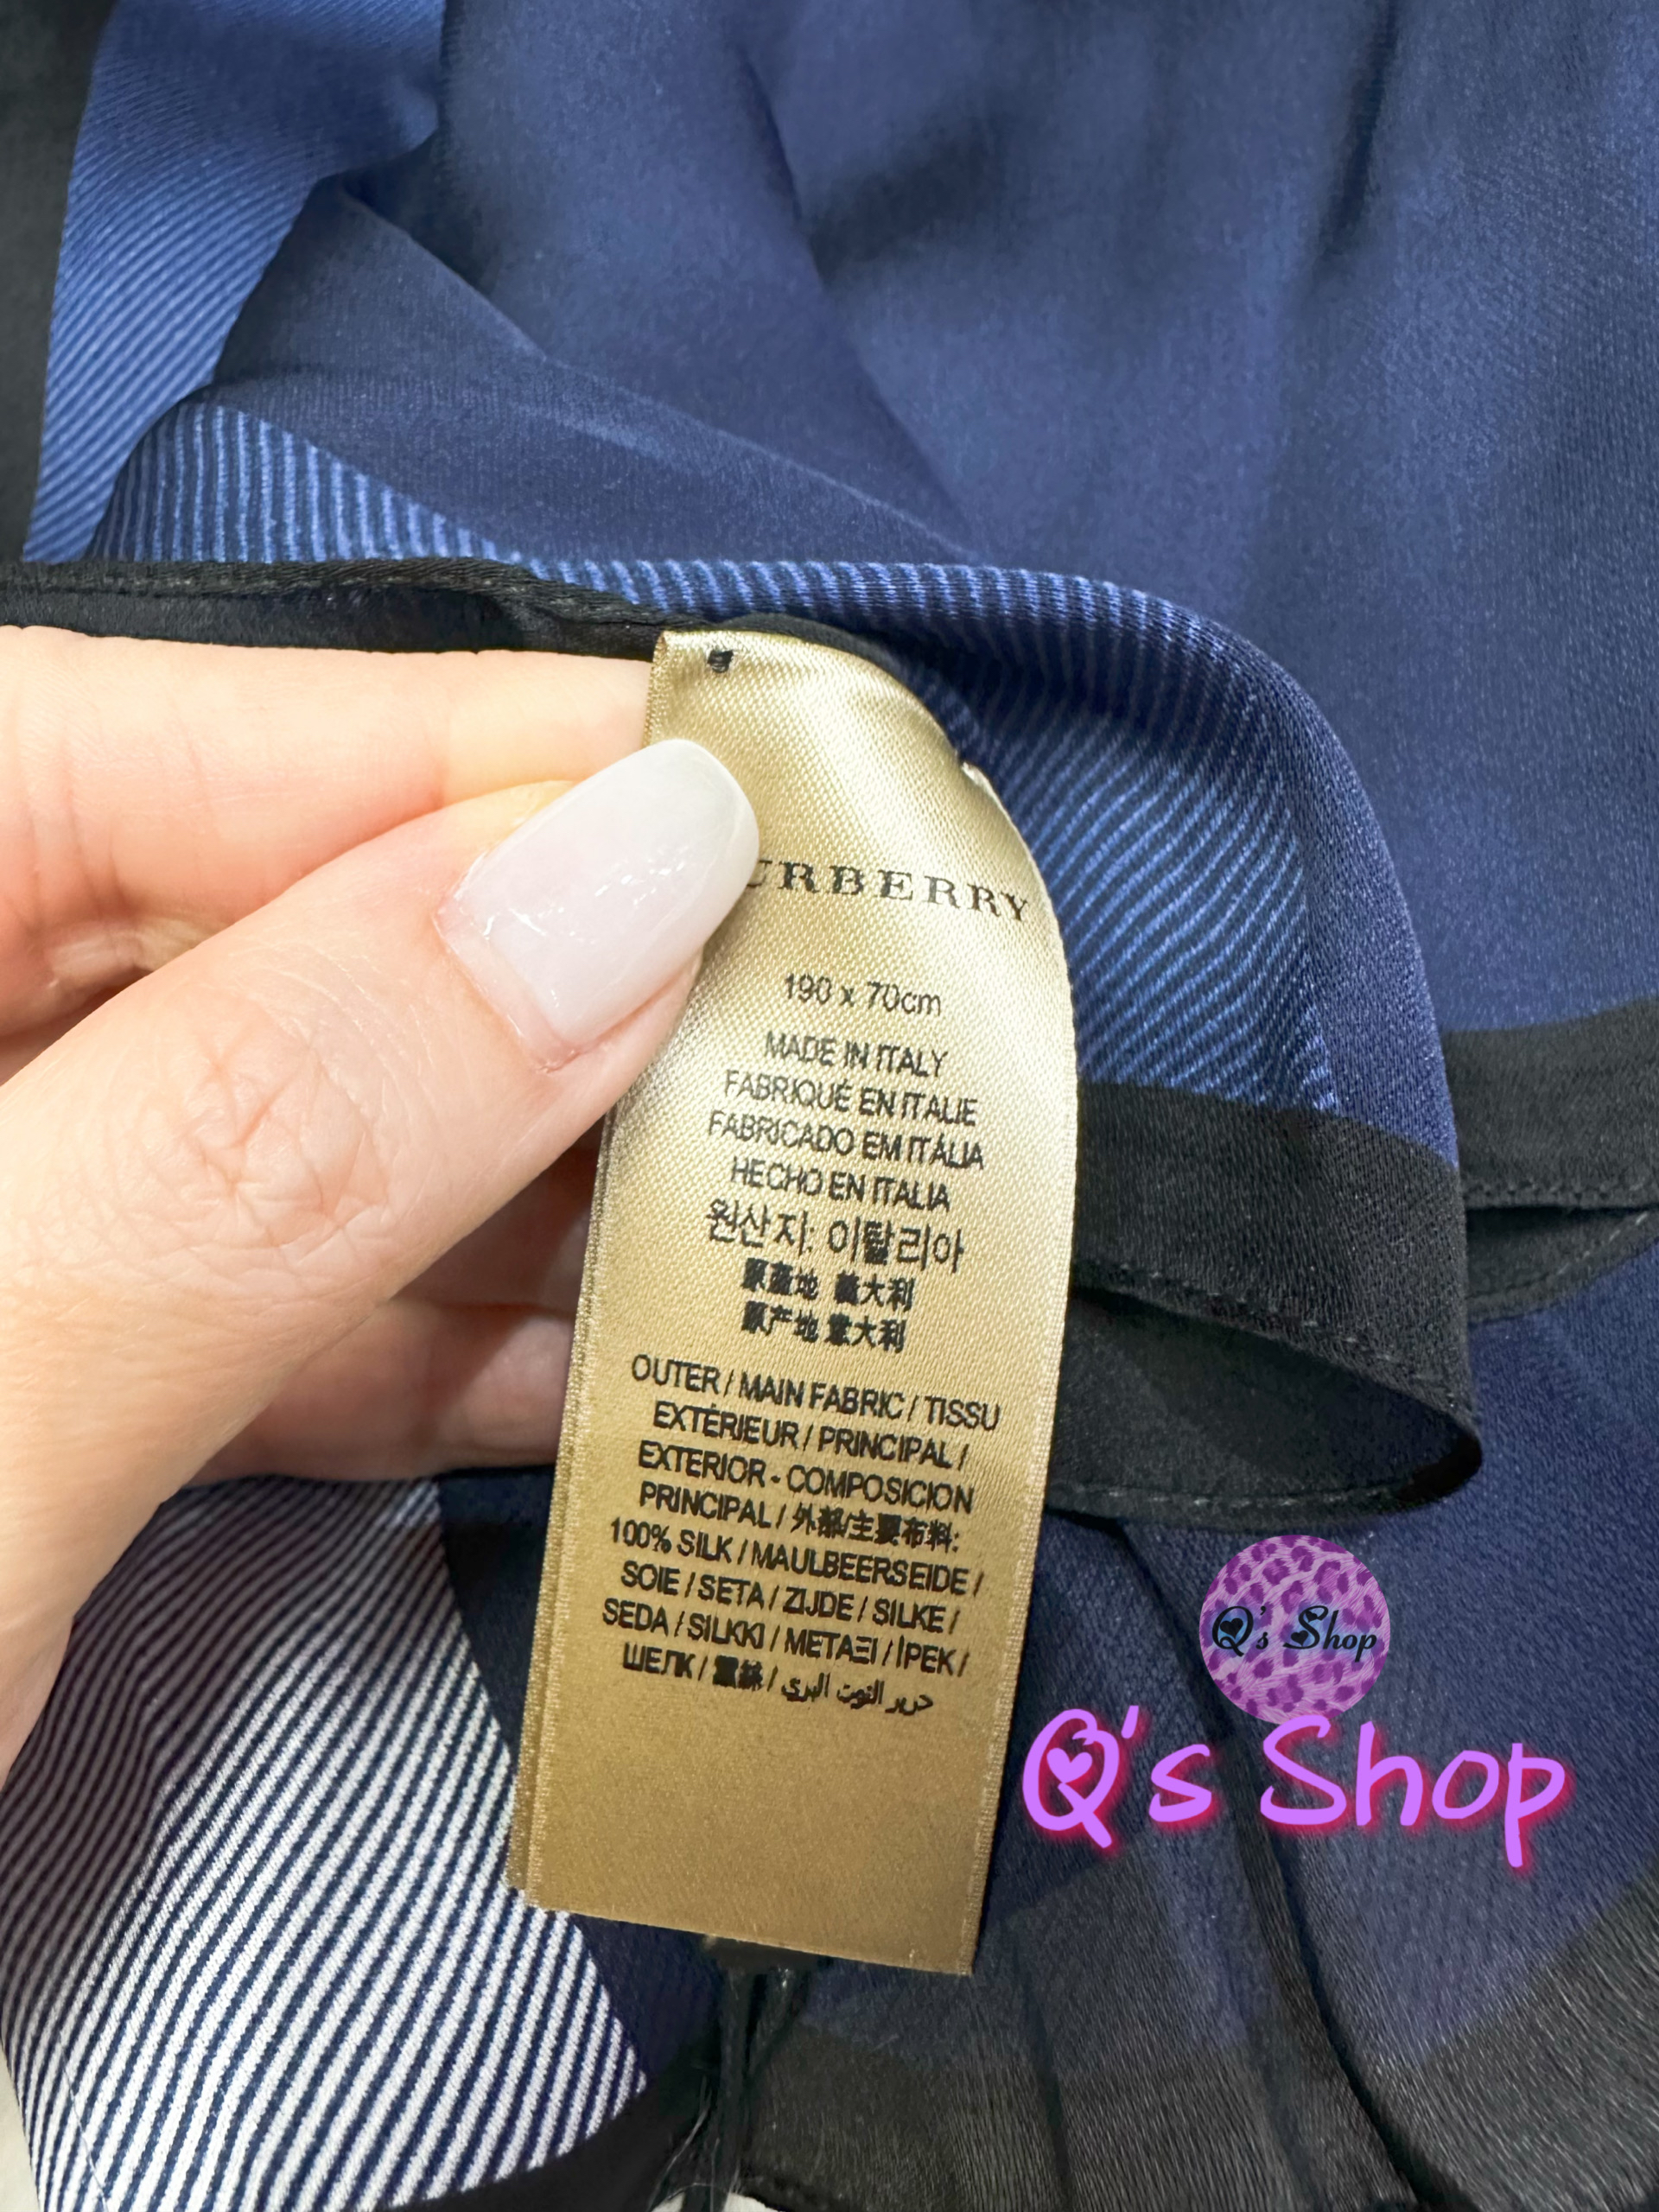 URBERRY
190 x 70cm
MADE IN ITALY
FABRIQUÉ EN ITALIE
FABRICADO EM ITÁLIA
HECHO EN ITALIA
원산지: 이탈리아
原產地 義大利
原产地 意大利
OUTER / MAIN FABRIC / TISSU
EXTÉRIEUR / PRINCIPAL /
EXTERIOR - COMPOSICION
PRINCIPAL / 外部/主要布料:
100% SILK / MAULBEERSEIDE /
SOIE / SETA / ZIJDE / SILKE /
SEDA / SILKKI / ΜΕΤΑΞΙ / İPEK /
ШЕЛК / 蠶絲 / حرير التوت البري
Q's Shop
Q's Shop